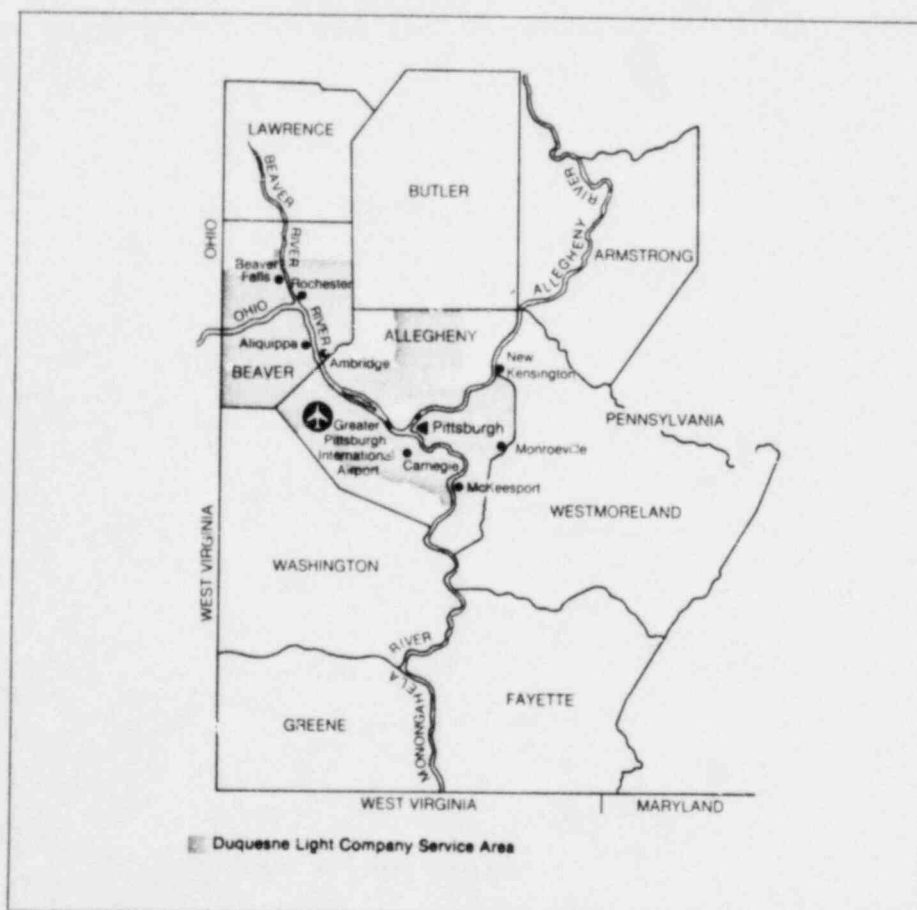 LAWRENCE
BEAVER
RIVER
BUTLER
RIVER
ALLEGHENY
ARMSTRONG
OHIO
Beaver
Falls
Rochester
OHIO
RIVER
ALLEGHENY
Aliquippa
Ambridge
New
Kensington
BEAVER
PENNSYLVANIA
Greater
Pittsburgh
International
Airport
Pittsburgh
Monroeville
Carnegie
McKeesport
WESTMORELAND
WASHINGTON
WEST VIRGINIA
RIVER
MONONGAHELA
FAYETTE
GREENE
WEST VIRGINIA
MARYLAND
Duquesne Light Company Service Area